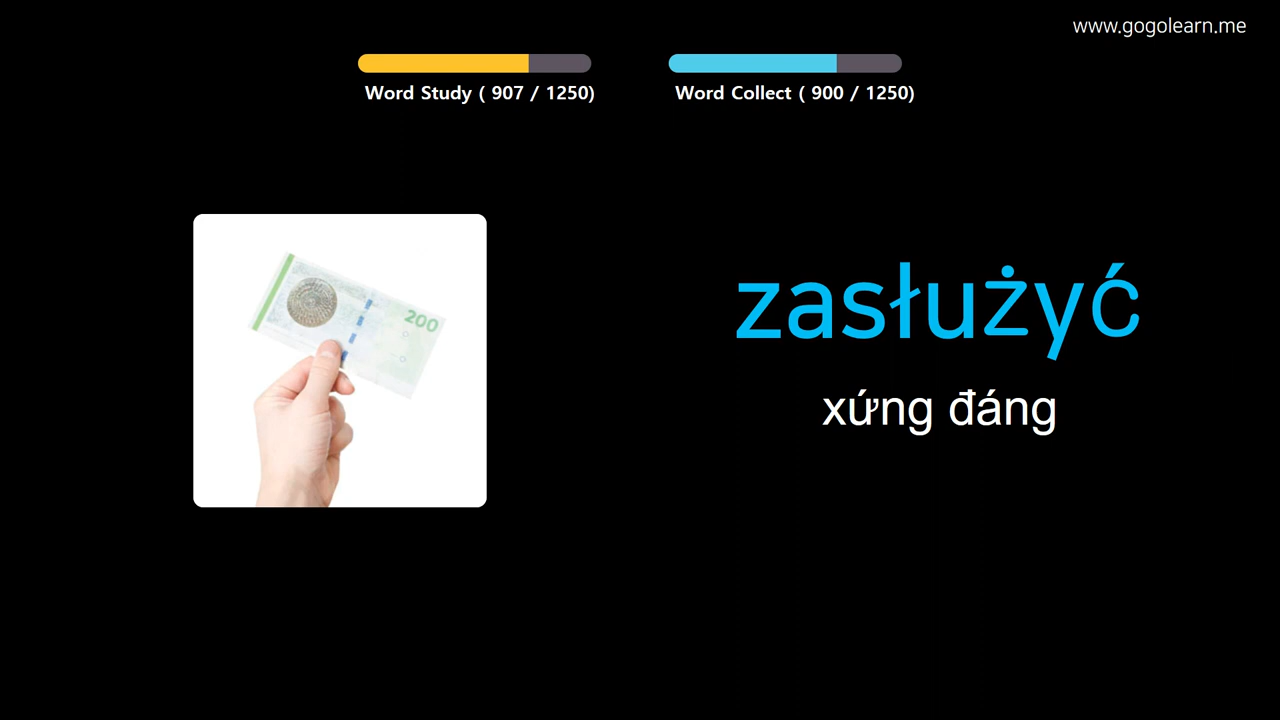 www.gogolearn.me
Word Study ( 907 / 1250)
Word Collect ( 900 / 1250)
200
zasłużyć
xứng đáng